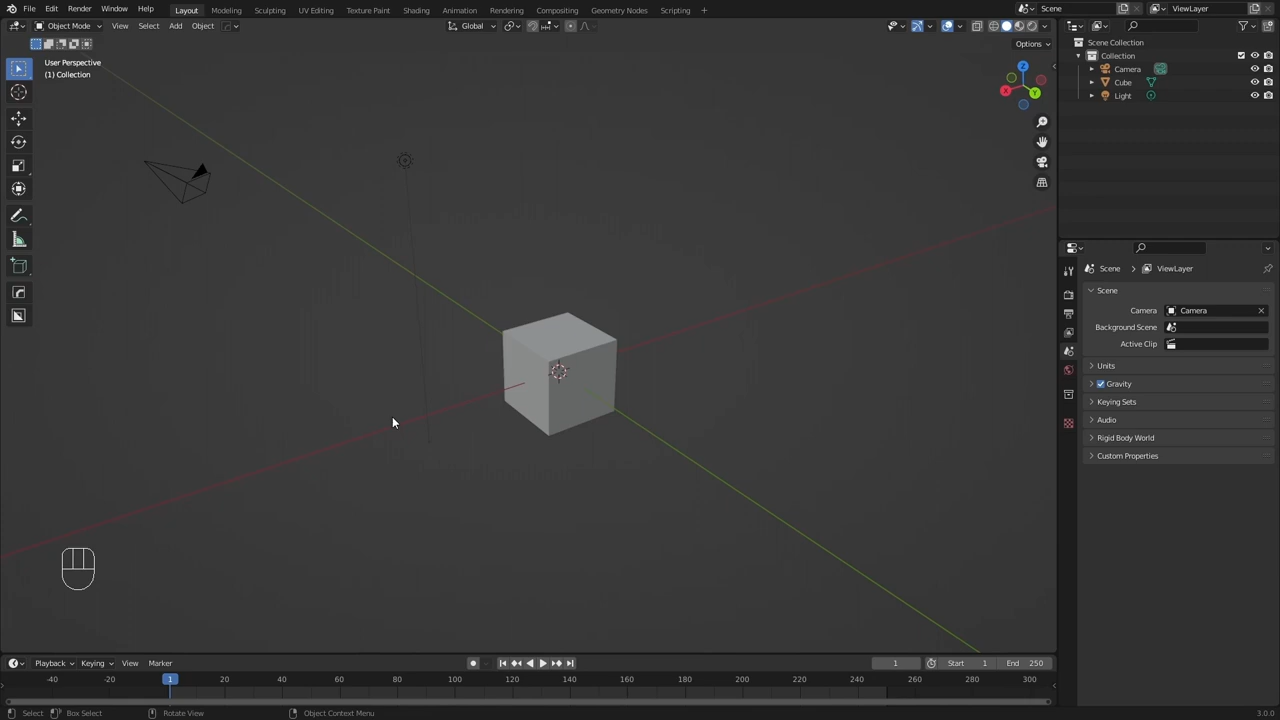 File Edit Render Window Help Layout Modeling Sculpting UV Editing Texture Paint Shading Animation Rendering Compositing Geometry Nodes Scripting + Scene ViewLayer
Object Mode View Select Add Object Global
Options
User Perspective
(1) Collection
Z
X
Y
Scene Collection
Collection
Camera
Cube
Light
Scene > ViewLayer
Scene
Camera Camera
Background Scene
Active Clip
Units
Gravity
Keying Sets
Audio
Rigid Body World
Custom Properties
Playback Keying View Marker 1 Start 1 End 250
-40 -20 1 20 40 60 80 100 120 140 160 180 200 220 240 260 280 300
Select Box Select Rotate View Object Context Menu 3.0.0